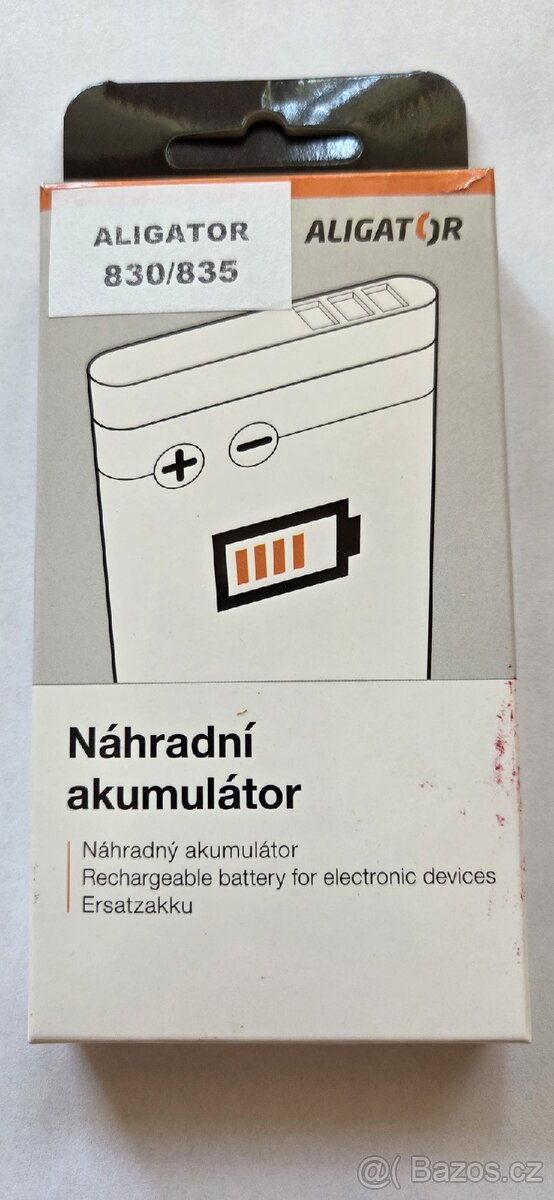 ALIGATOR
830/835
ALIGATOR
Náhradní
akumulátor
Náhradný akumulátor
Rechargeable battery for electronic devices
Ersatzakku
@( Bazos.cz